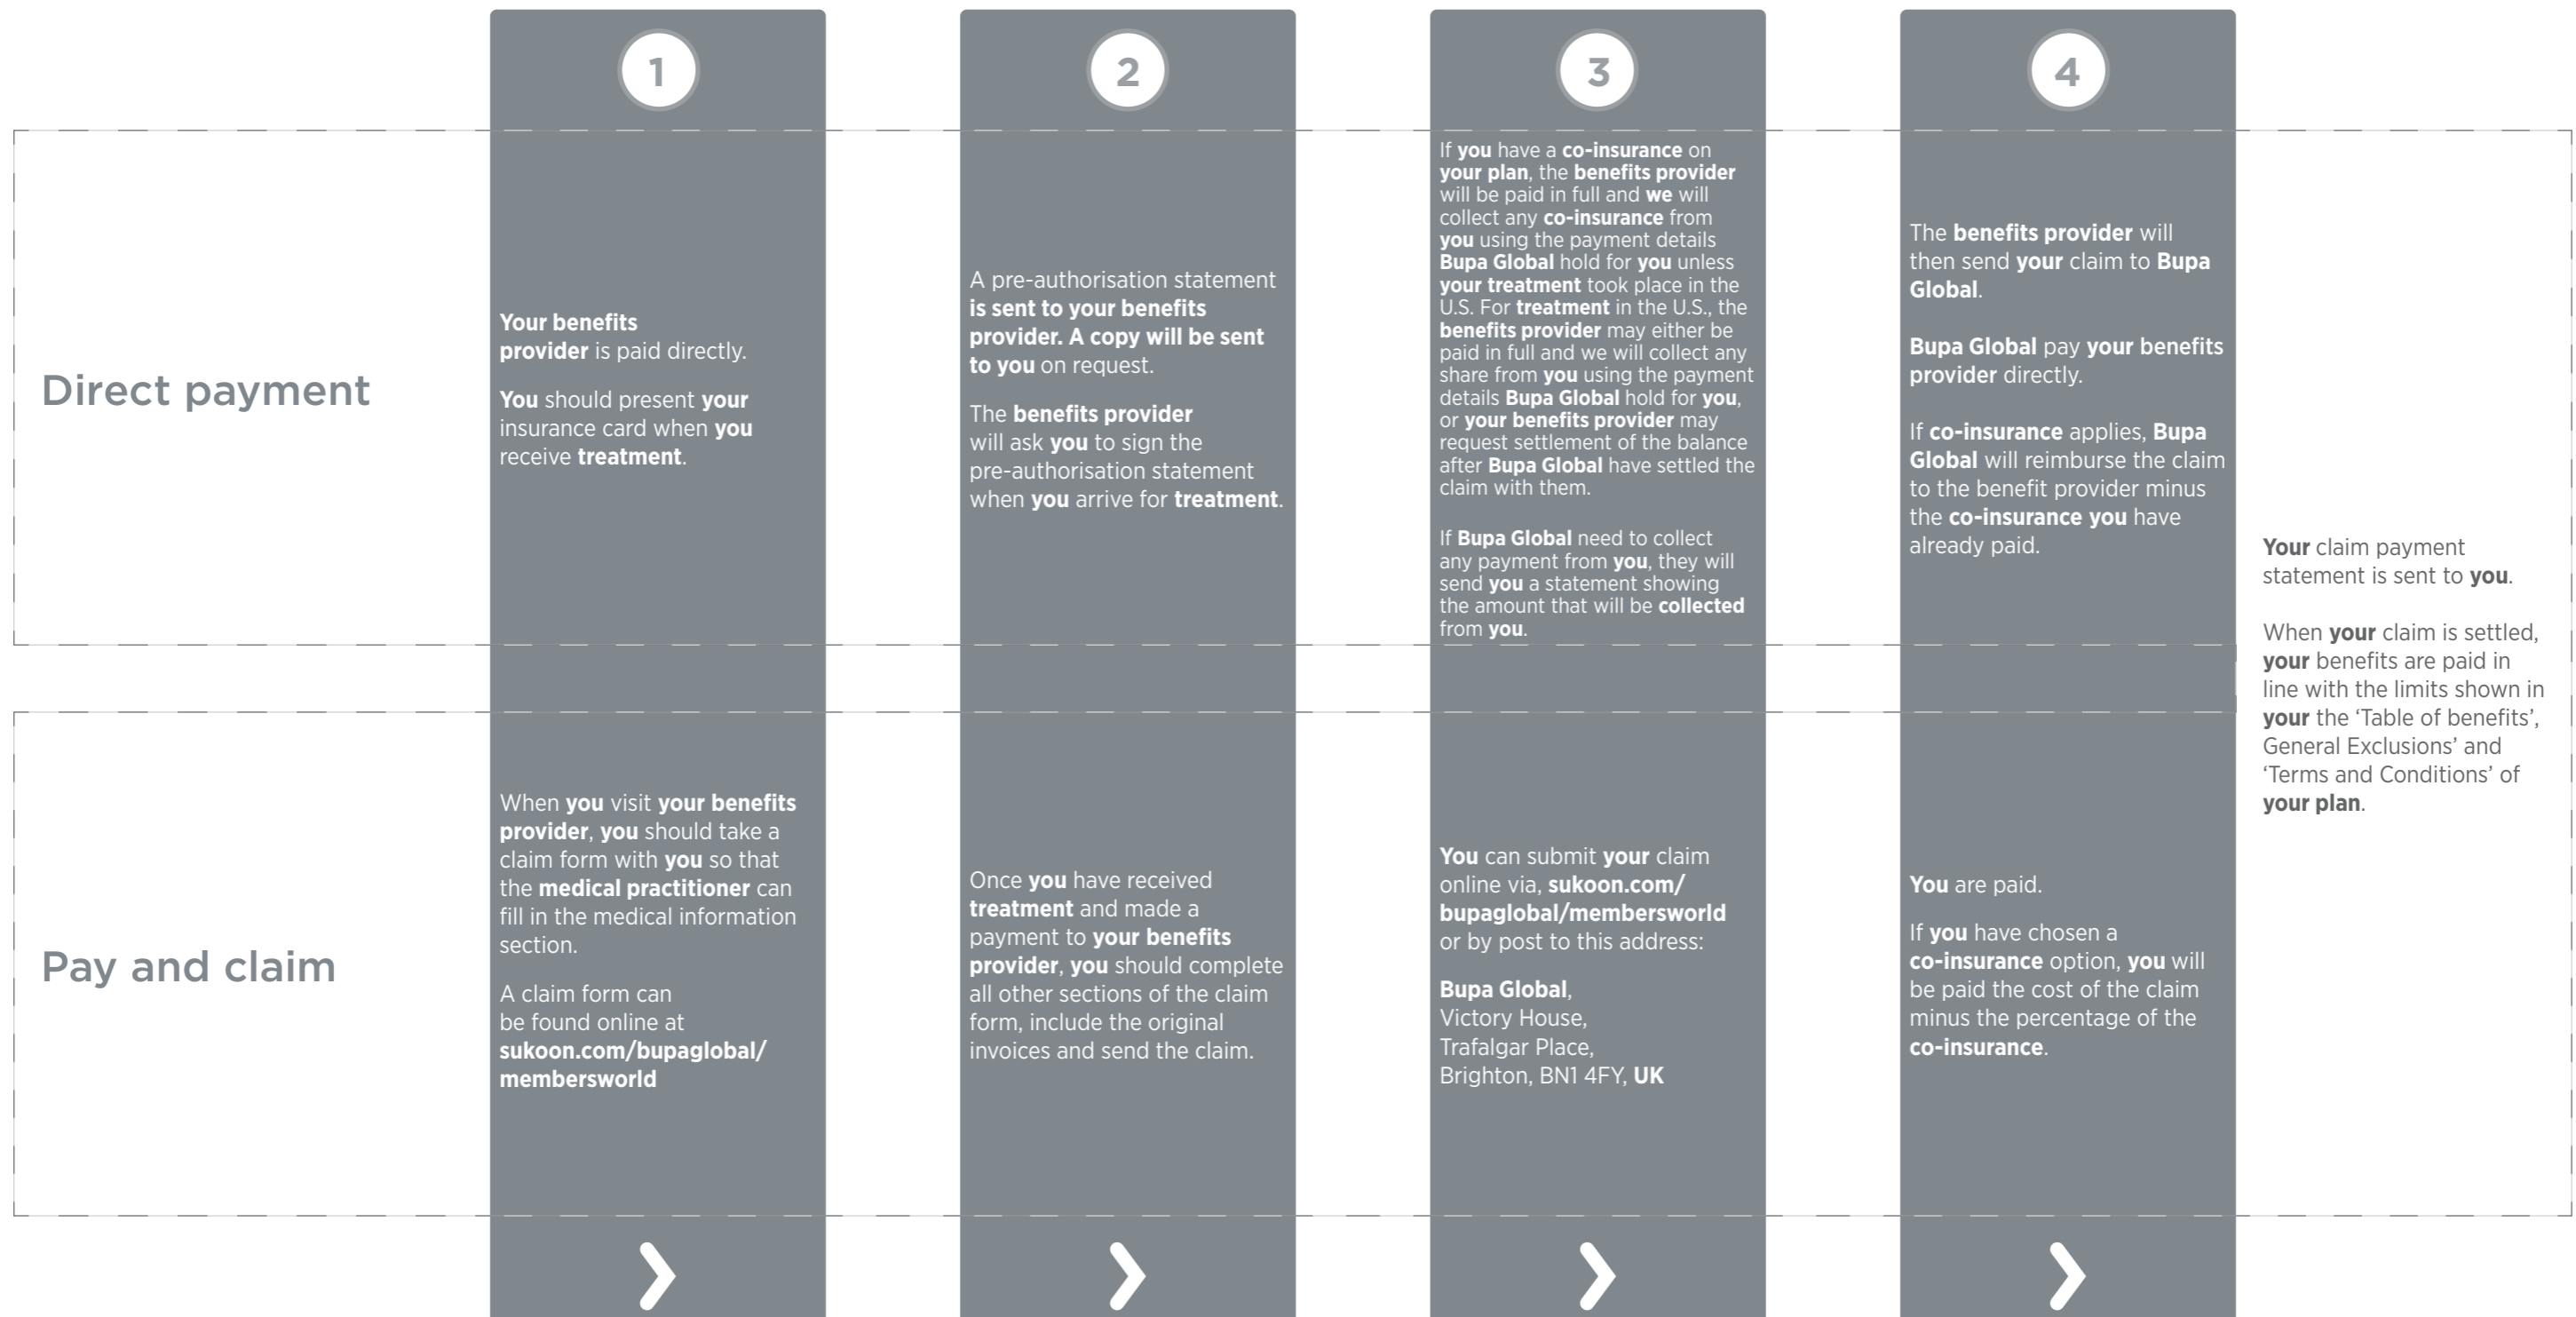 1
2
3
4
Direct payment
Your benefits
provider is paid directly.
You should present your
insurance card when you
receive treatment.
A pre-authorisation statement
is sent to your benefits
provider. A copy will be sent
to you on request.
The benefits provider
will ask you to sign the
pre-authorisation statement
when you arrive for treatment.
If you have a co-insurance on
your plan, the benefits provider
will be paid in full and we will
collect any co-insurance from
you using the payment details
Bupa Global hold for you unless
your treatment took place in the
U.S. For treatment in the U.S., the
benefits provider may either be
paid in full and we will collect any
share from you using the payment
details Bupa Global hold for you,
or your benefits provider may
request settlement of the balance
after Bupa Global have settled the
claim with them.
If Bupa Global need to collect
any payment from you, they will
send you a statement showing
the amount that will be collected
from you.
The benefits provider will
then send your claim to Bupa
Global.
Bupa Global pay your benefits
provider directly.
If co-insurance applies, Bupa
Global will reimburse the claim
to the benefit provider minus
the co-insurance you have
already paid.
Pay and claim
When you visit your benefits
provider, you should take a
claim form with you so that
the medical practitioner can
fill in the medical information
section.
A claim form can
be found online at
sukoon.com/bupaglobal/
membersworld
Once you have received
treatment and made a
payment to your benefits
provider, you should complete
all other sections of the claim
form, include the original
invoices and send the claim.
You can submit your claim
online via, sukoon.com/
bupaglobal/membersworld
or by post to this address:
Bupa Global,
Victory House,
Trafalgar Place,
Brighton, BN1 4FY, UK
You are paid.
If you have chosen a
co-insurance option, you will
be paid the cost of the claim
minus the percentage of the
co-insurance.
Your claim payment
statement is sent to you.
When your claim is settled,
your benefits are paid in
line with the limits shown in
your the ‘Table of benefits’,
General Exclusions’ and
‘Terms and Conditions’ of
your plan.